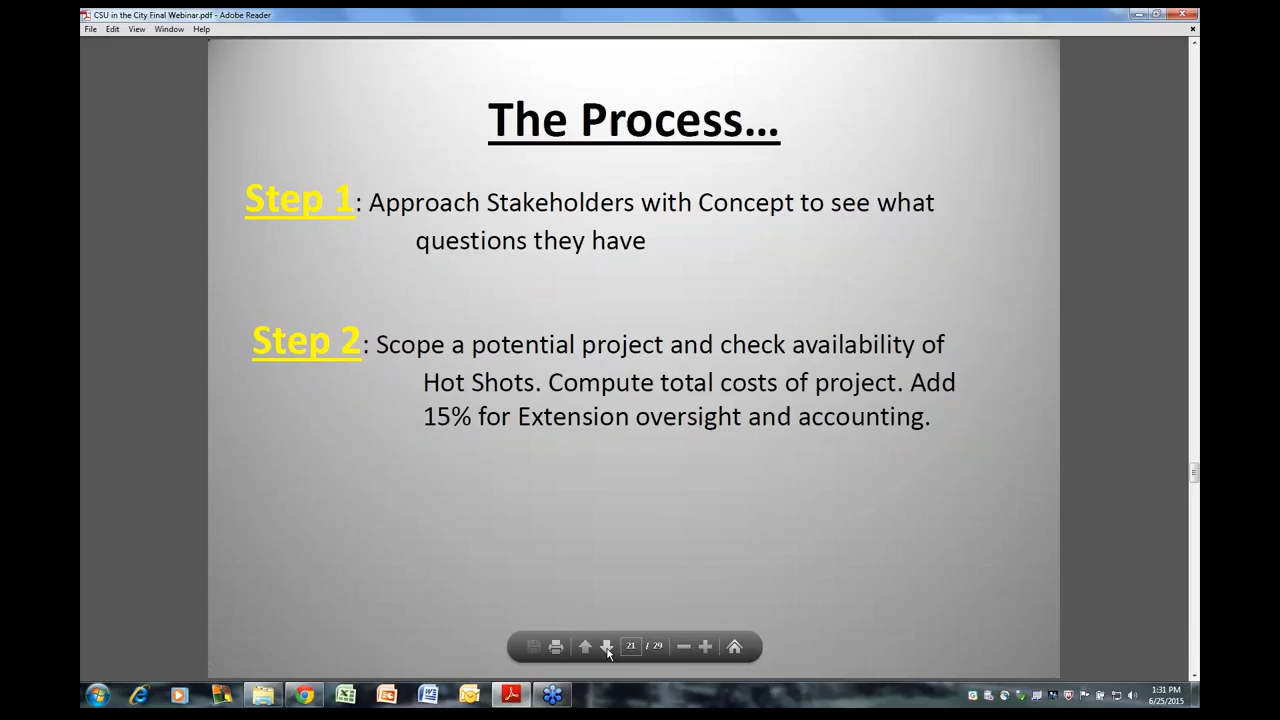 CSU in the City Final Webinar.pdf - Adobe Reader
File Edit View Window Help
The Process...
Step 1: Approach Stakeholders with Concept to see what
questions they have
Step 2: Scope a potential project and check availability of
Hot Shots. Compute total costs of project. Add
15% for Extension oversight and accounting.
21 / 29
1:31 PM
6/25/2015